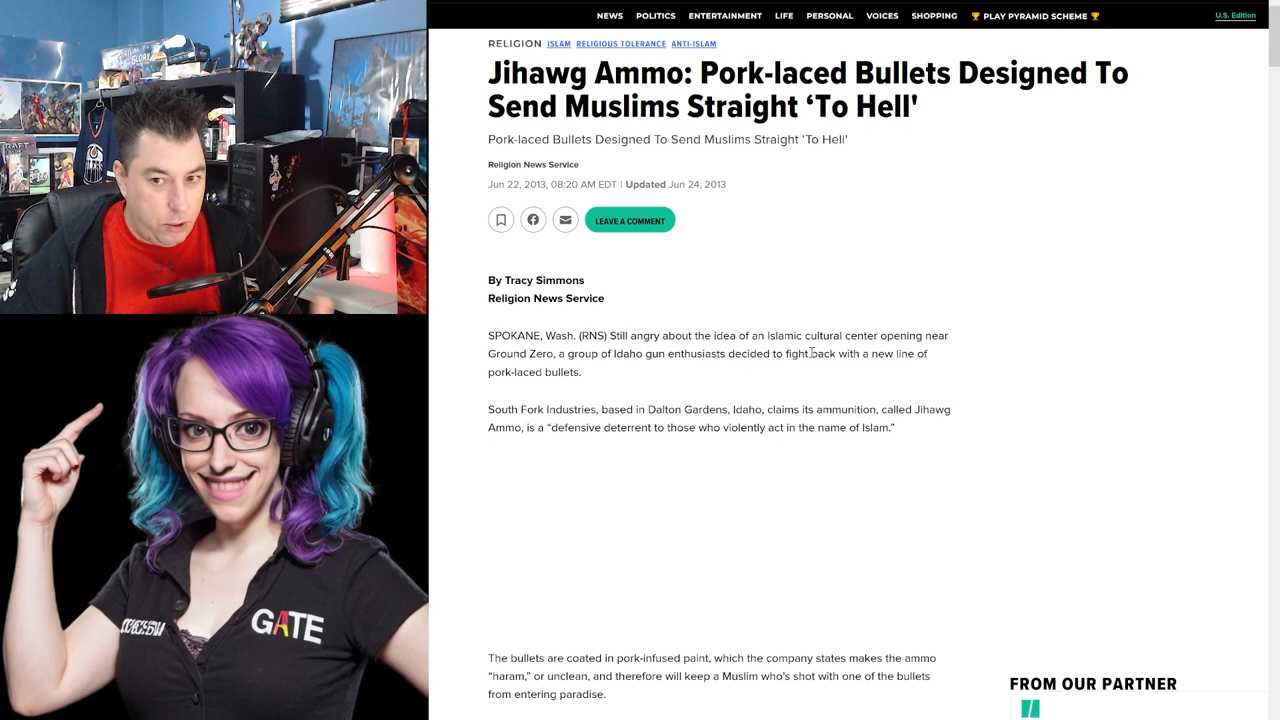 NEWS POLITICS ENTERTAINMENT LIFE PERSONAL VOICES SHOPPING 🏆 PLAY PYRAMID SCHEME 🏆 U.S. Edition
RELIGION ISLAM RELIGIOUS TOLERANCE ANTI-ISLAM
Jihawg Ammo: Pork-laced Bullets Designed To
Send Muslims Straight ‘To Hell'
Pork-laced Bullets Designed To Send Muslims Straight ‘To Hell'
Religion News Service
Jun 22, 2013, 08:20 AM EDT | Updated Jun 24, 2013
LEAVE A COMMENT
By Tracy Simmons
Religion News Service
SPOKANE, Wash. (RNS) Still angry about the idea of an Islamic cultural center opening near
Ground Zero, a group of Idaho gun enthusiasts decided to fight back with a new line of
pork-laced bullets.
South Fork Industries, based in Dalton Gardens, Idaho, claims its ammunition, called Jihawg
Ammo, is a “defensive deterrent to those who violently act in the name of Islam.”
The bullets are coated in pork-infused paint, which the company states makes the ammo
“haram,” or unclean, and therefore will keep a Muslim who’s shot with one of the bullets
from entering paradise.
FROM OUR PARTNER
GATE
GLORY